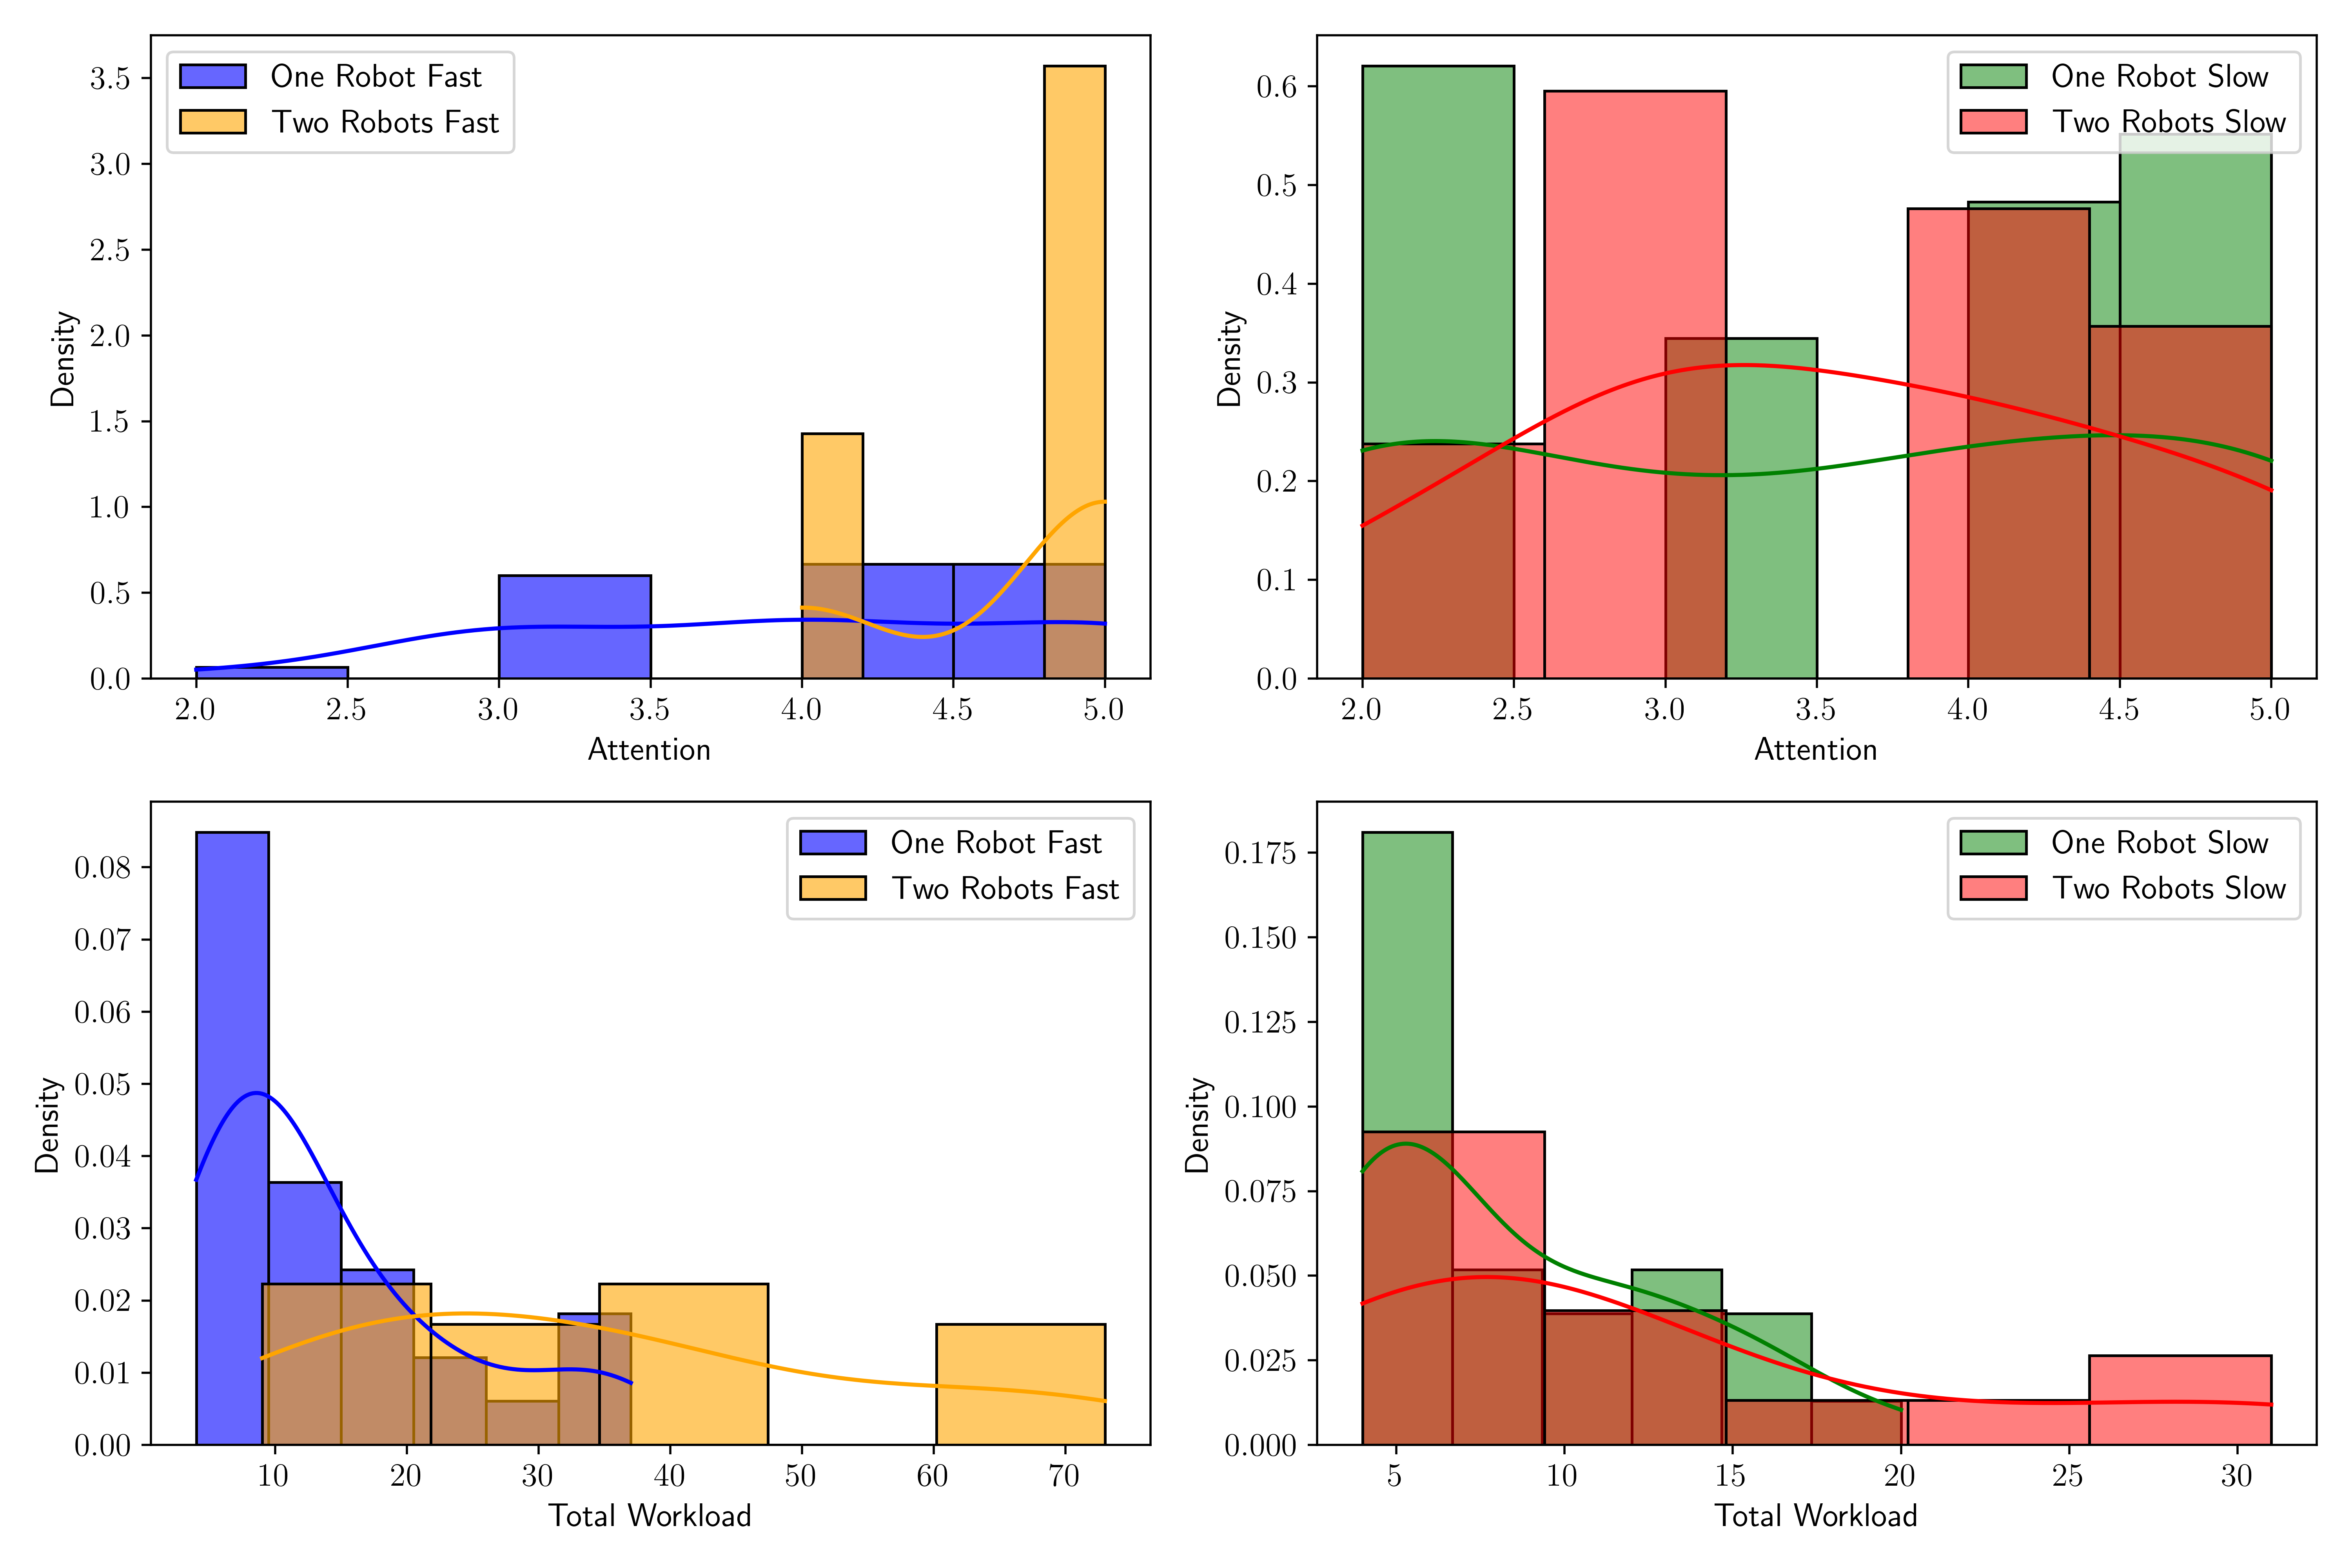 One Robot Fast
Two Robots Fast
3.5
3.0
2.5
2.0
1.5
1.0
0.5
0.0
Density
2.0 2.5 3.0 3.5 4.0 4.5 5.0
Attention
One Robot Slow
Two Robots Slow
0.6
0.5
0.4
0.3
0.2
0.1
0.0
Density
2.0 2.5 3.0 3.5 4.0 4.5 5.0
Attention
One Robot Fast
Two Robots Fast
0.08
0.07
0.06
0.05
0.04
0.03
0.02
0.01
0.00
Density
10 20 30 40 50 60 70
Total Workload
One Robot Slow
Two Robots Slow
0.175
0.150
0.125
0.100
0.075
0.050
0.025
0.000
Density
5 10 15 20 25 30
Total Workload